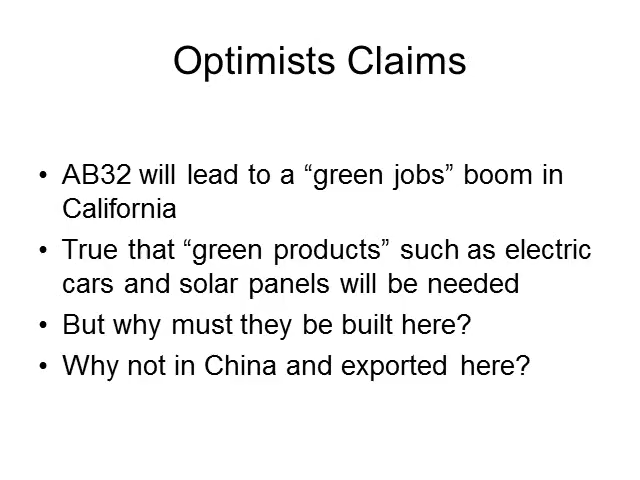 Optimists Claims
• AB32 will lead to a “green jobs” boom in
California
• True that “green products” such as electric
cars and solar panels will be needed
• But why must they be built here?
• Why not in China and exported here?